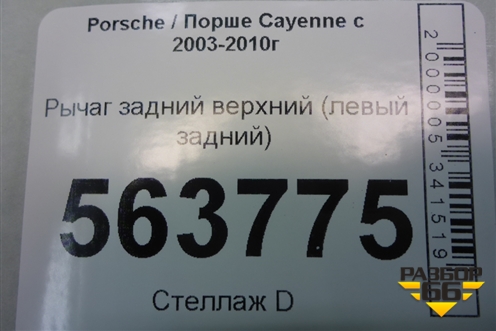 Porsche / Порше Cayenne с
2003-2010г
Рычаг задний верхний (левый
задний)
563775
Стеллаж D
2000005341519
РАЗБОР
66